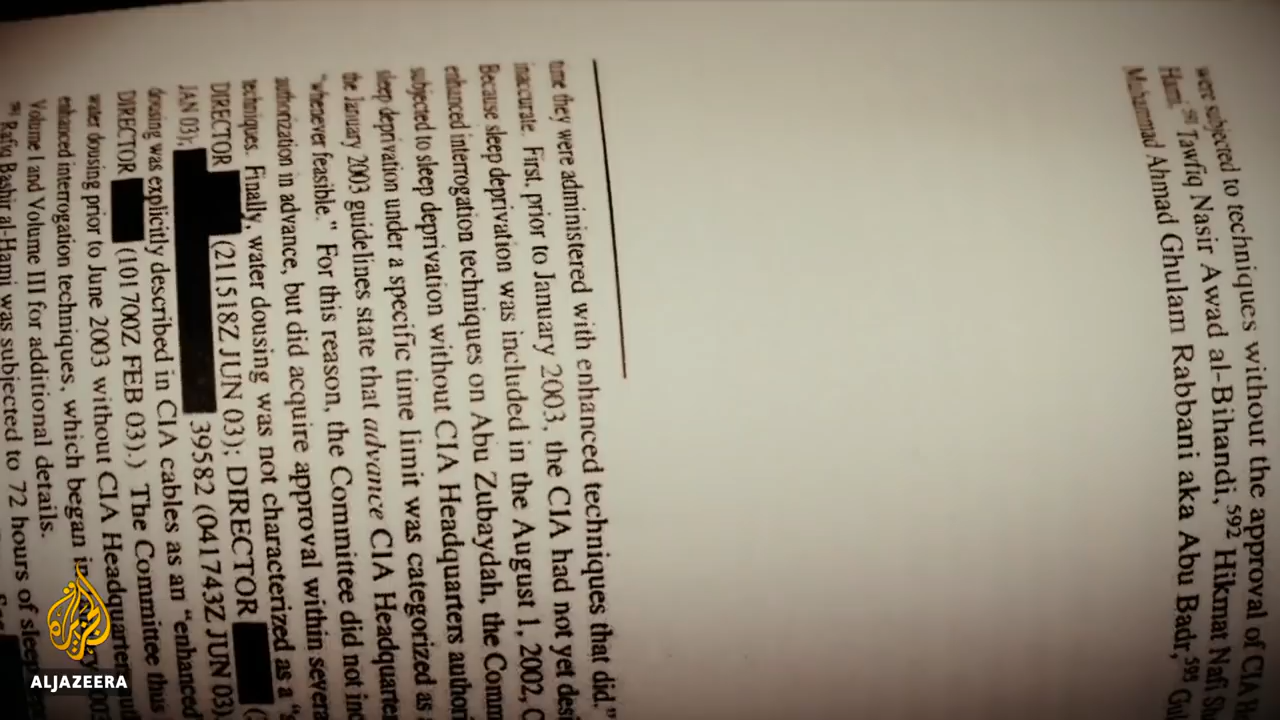 were subjected to techniques without the approval of CIA
Hami,⁵⁹¹ Tawfiq Nasir Awad al-Bihandi,⁵⁹² Hikmat Nafi
Muhammad Ahmad Ghulam Rabbani aka Abu Badr,⁵⁹⁵
time they were administered with enhanced techniques that did."
inaccurate. First, prior to January 2003, the CIA had not yet
Because sleep deprivation was included in the August 1, 2002,
enhanced interrogation techniques on Abu Zubaydah, the
subjected to sleep deprivation without CIA Headquarters
sleep deprivation under a specific time limit was categorized as
the January 2003 guidelines state that advance CIA
"whenever feasible." For this reason, the Committee did not
authorization in advance, but did acquire approval within
techniques. Finally, water dousing was not characterized as a
DIRECTOR (211518Z JUN 03); DIRECTOR
JAN 03); 39582 (041743Z JUN 03).
dousing was explicitly described in CIA cables as an "enhanced
DIRECTOR (101700Z FEB 03).) The Committee thus
water dousing prior to June 2003 without CIA
enhanced interrogation techniques, which began
Volume I and Volume III for additional details.
Rafiq Bashir al-Hami was subjected to 72 hours of
ALJAZEERA